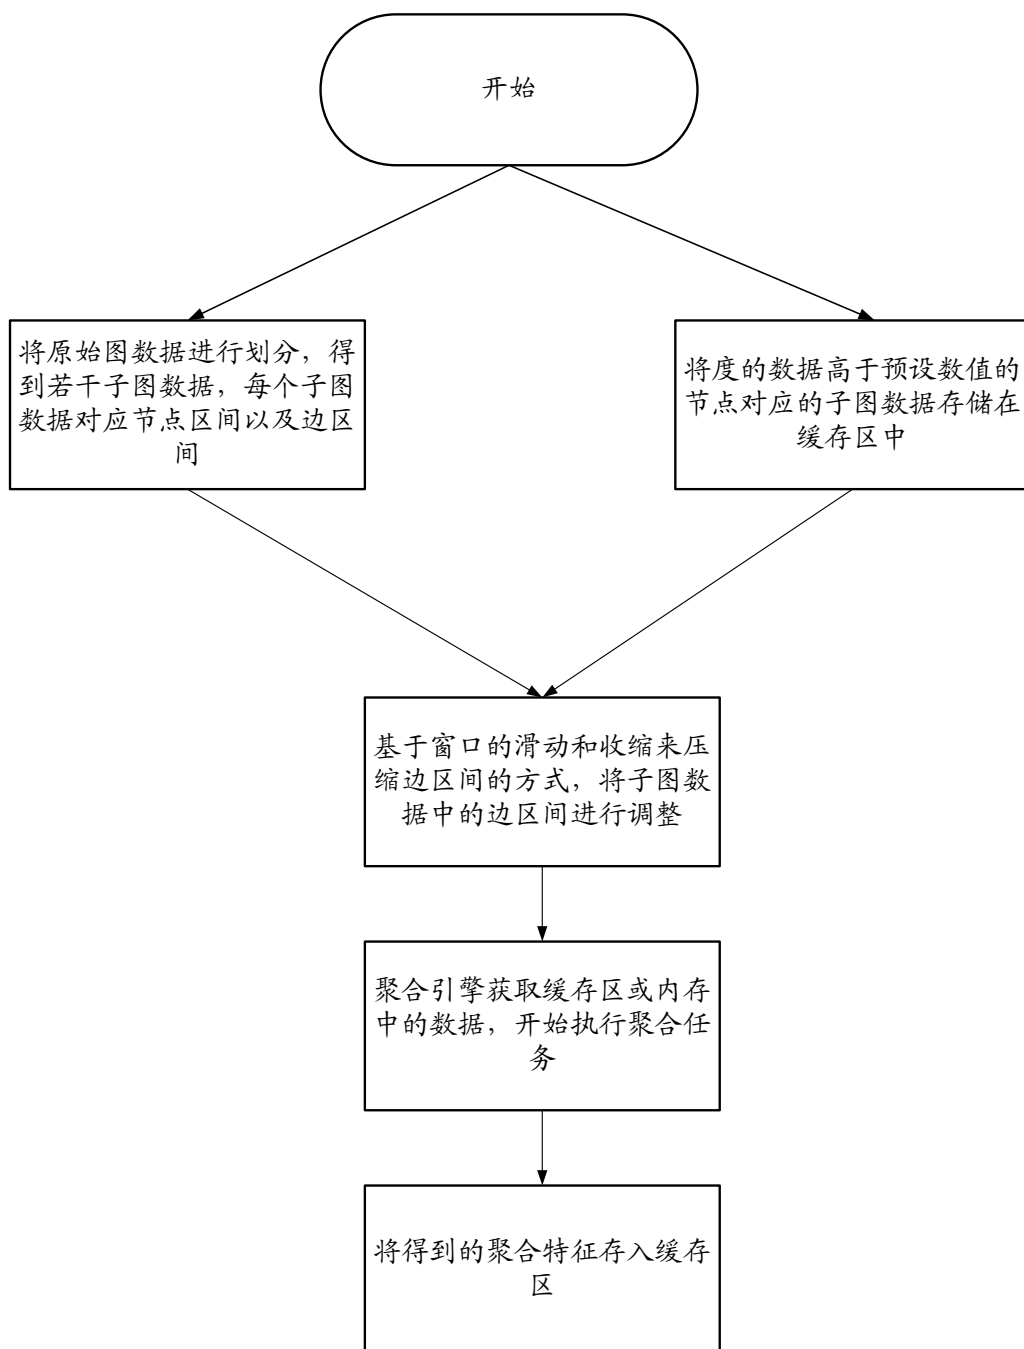 开始
将原始图数据进行划分，得
到若干子图数据，每个子图
数据对应节点区间以及边区
间
将度的数据高于预设数值的
节点对应的子图数据存储在
缓存区中
基于窗口的滑动和收缩来压
缩边区间的方式，将子图数
据中的边区间进行调整
聚合引擎获取缓存区或内存
中的数据，开始执行聚合任
务
将得到的聚合特征存入缓存
区